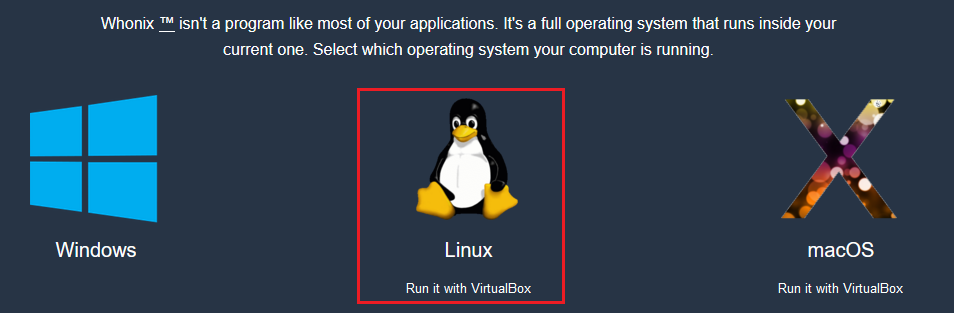 Whonix ™ isn't a program like most of your applications. It's a full operating system that runs inside your
current one. Select which operating system your computer is running.
Windows
Linux
macOS
Run it with VirtualBox
Run it with VirtualBox